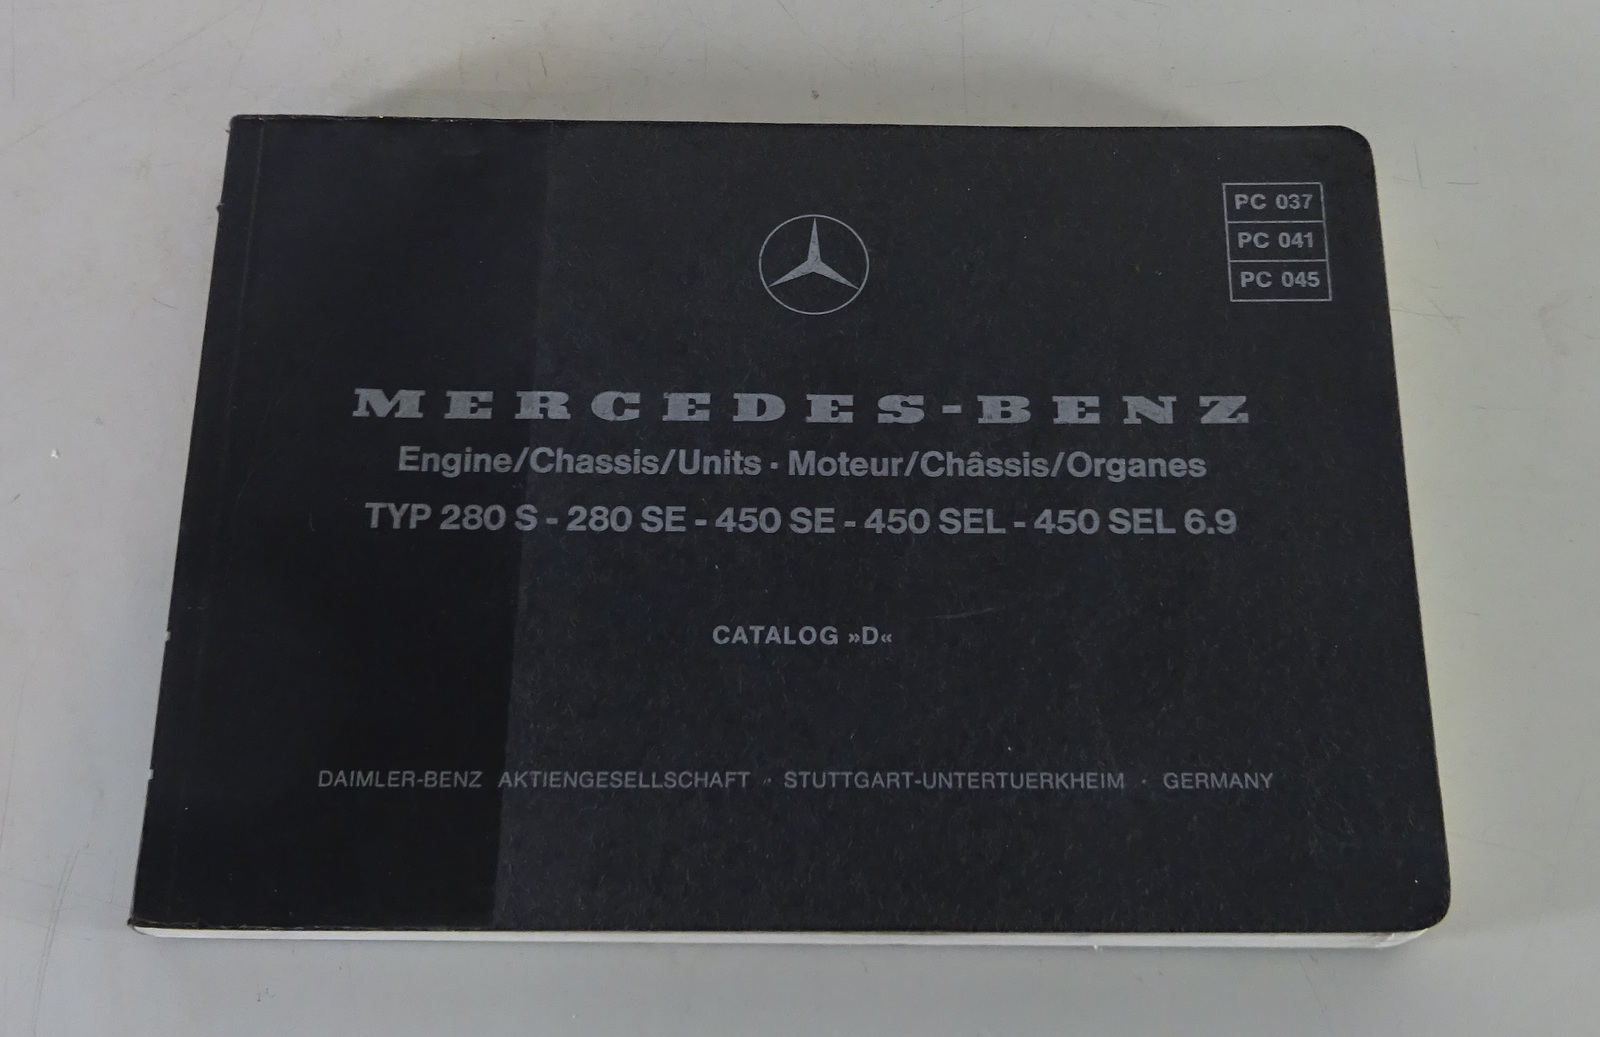 PC 037
PC 041
PC 045
MERCEDES-BENZ
Engine/Chassis/Units · Moteur/Châssis/Organes
TYP 280 S - 280 SE - 450 SE - 450 SEL - 450 SEL 6.9
CATALOG »D«
DAIMLER-BENZ AKTIENGESELLSCHAFT · STUTTGART-UNTERTUERKHEIM · GERMANY